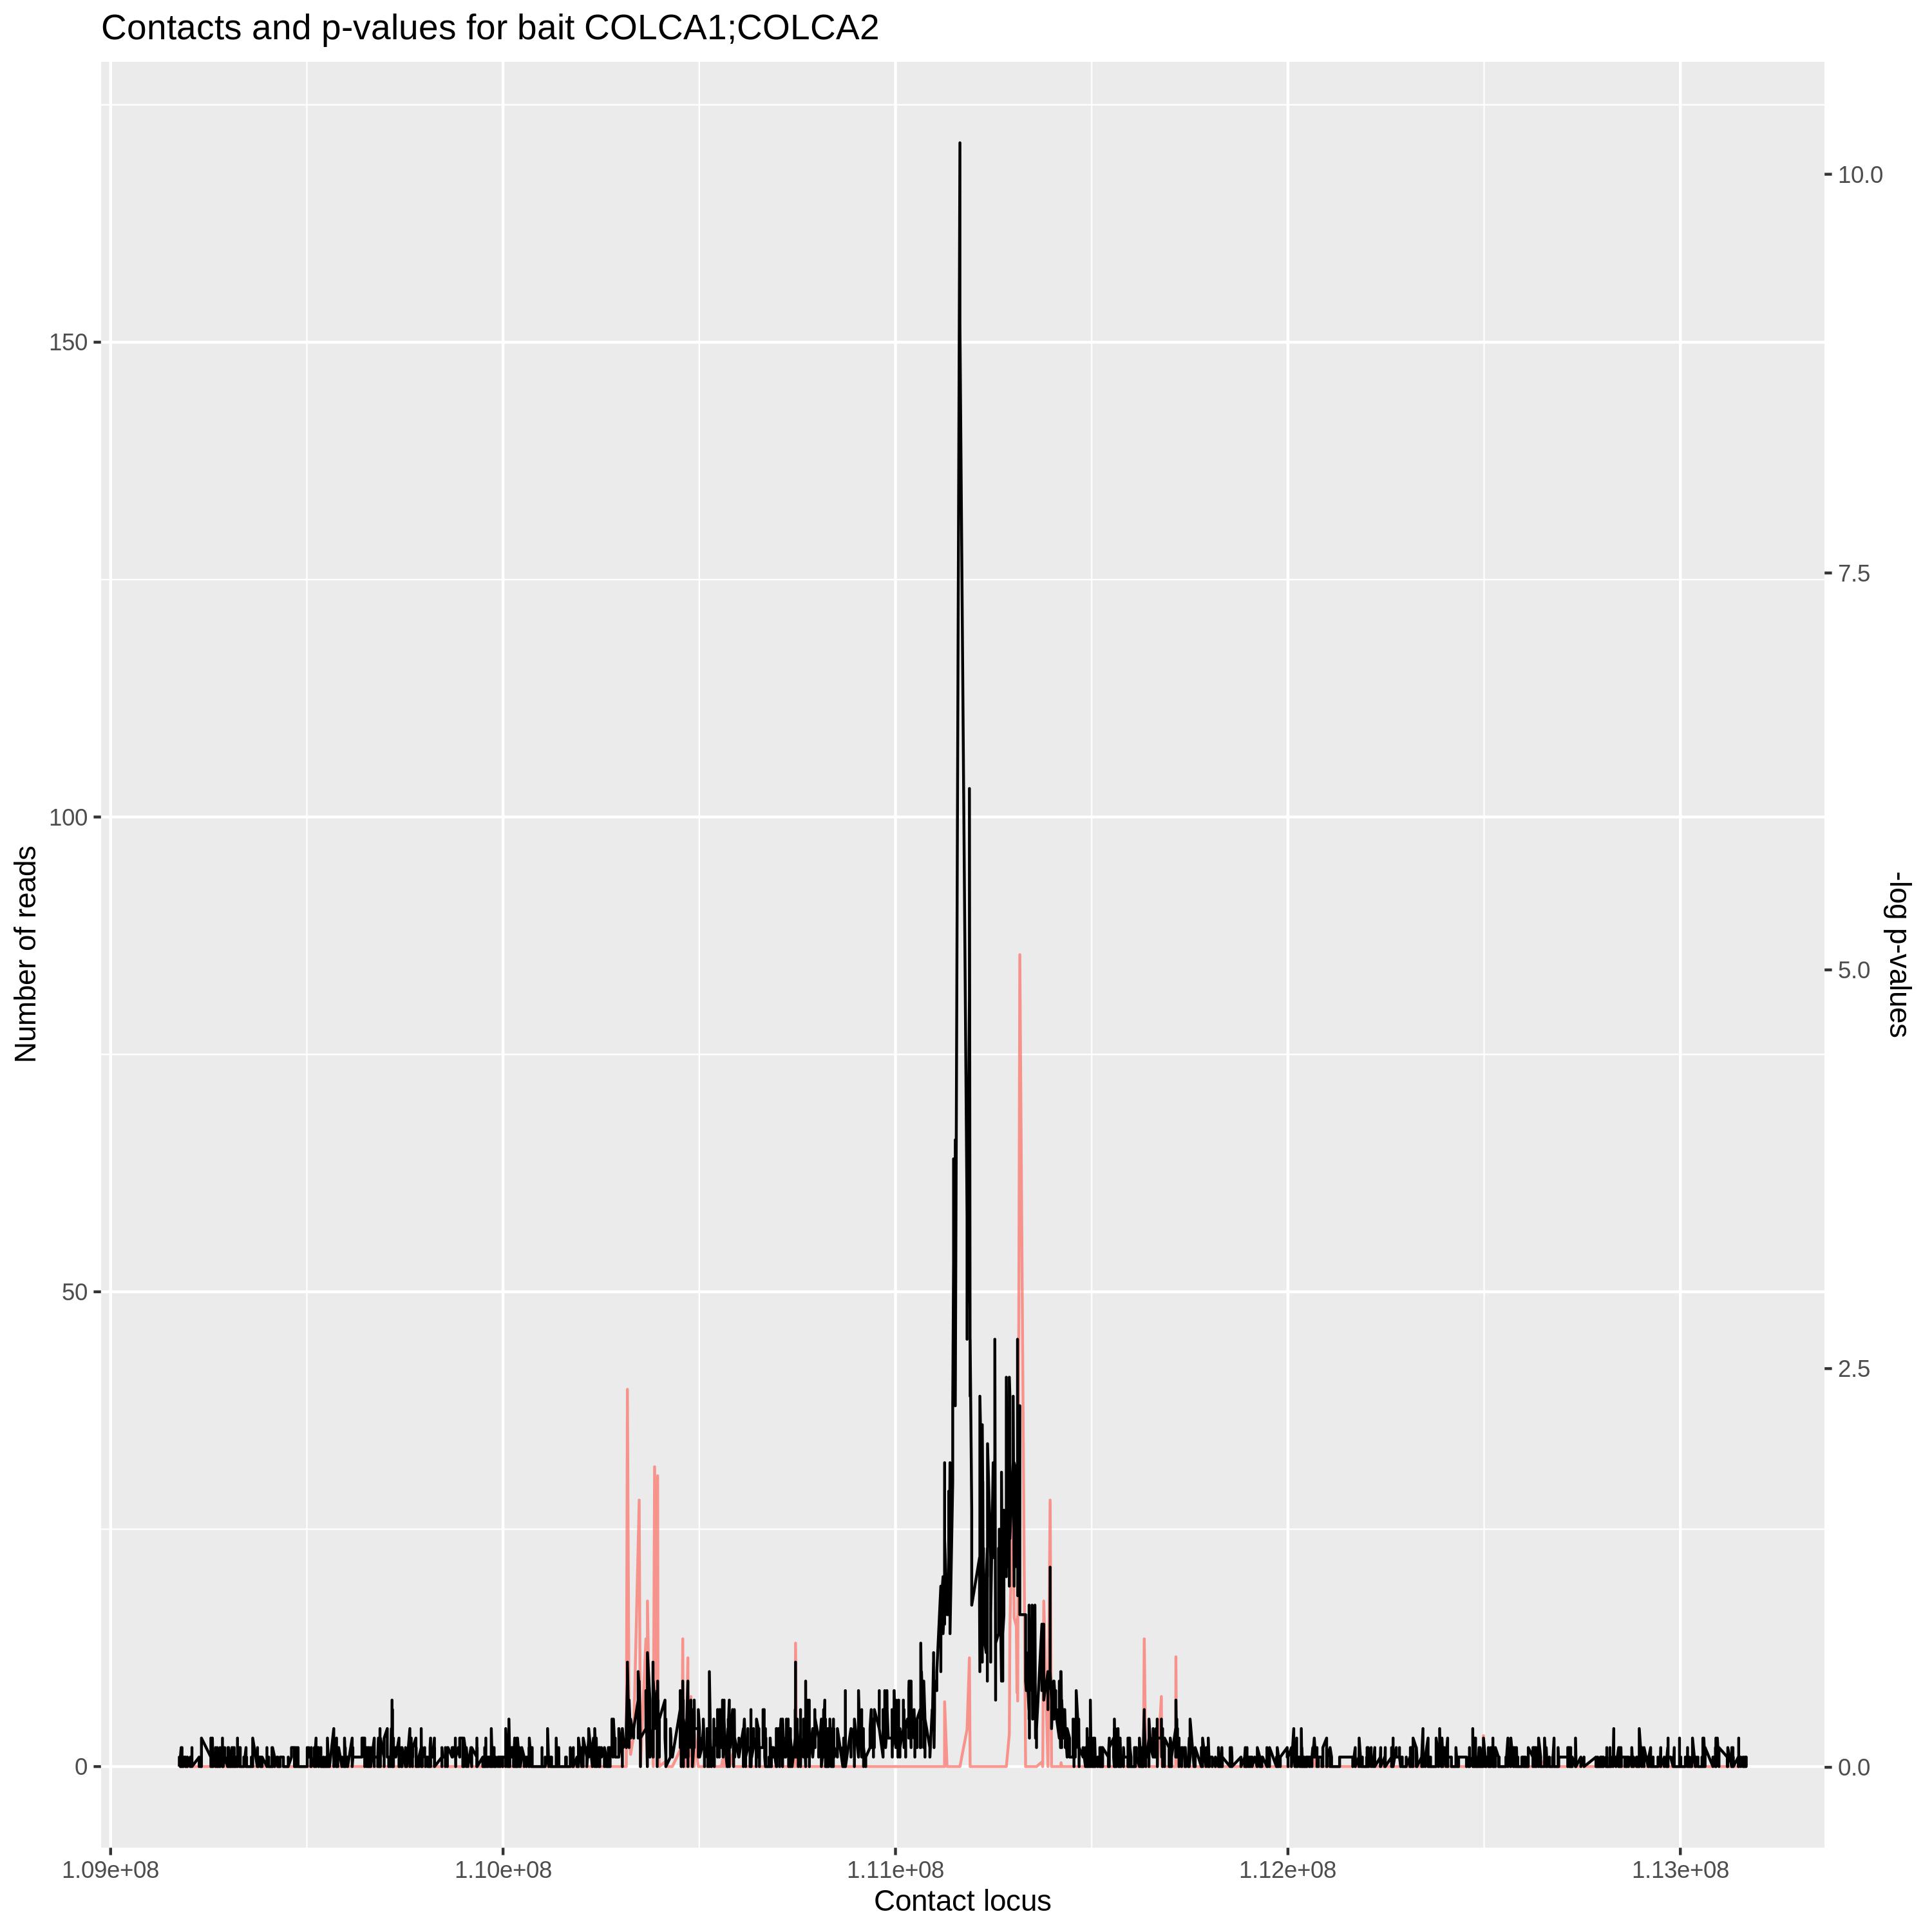 Contacts and p-values for bait COLCA1;COLCA2
Number of reads
150
100
50
0
10.0
7.5
5.0
2.5
0.0
-log p-values
1.09e+08 1.10e+08 1.11e+08 1.12e+08 1.13e+08
Contact locus